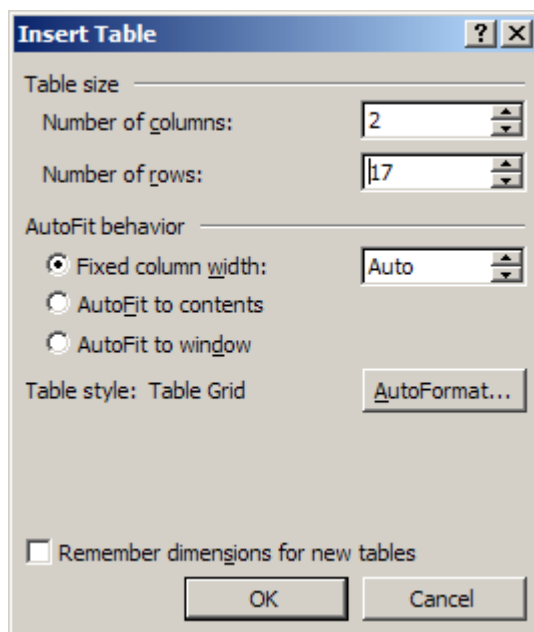 Insert Table
Table size
Number of columns: 2
Number of rows: 17
AutoFit behavior
Fixed column width: Auto
AutoFit to contents
AutoFit to window
Table style: Table Grid AutoFormat...
Remember dimensions for new tables
OK Cancel